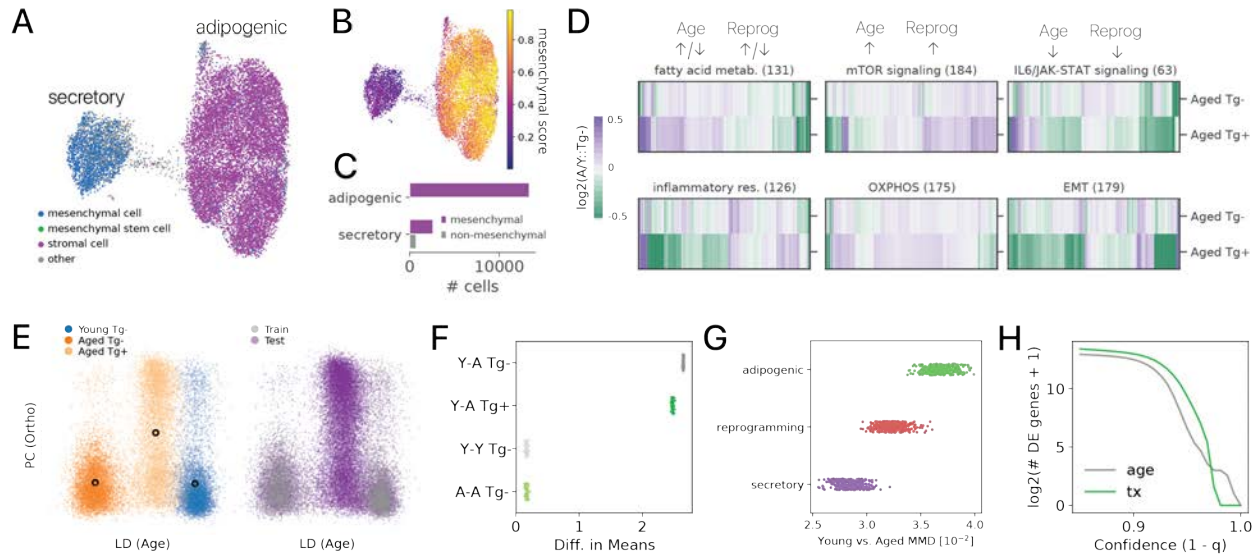 A
adipogenic
secretory
mesenchymal cell
mesenchymal stem cell
stromal cell
other
B
0.8
0.6
0.4
0.2
mesenchymal score
C
adipogenic
secretory
mesenchymal
non-mesenchymal
0
10000
# cells
D
Age
Reprog
Age
Reprog
Age
Reprog
↑/↓
↑/↓
↑
↑
↓
↓
fatty acid metab. (131)
mTOR signaling (184)
IL6/JAK-STAT signaling (63)
Aged Tg-
Aged Tg+
0.5
0
-0.5
log2(A/Y::Tg-)
inflammatory res. (126)
OXPHOS (175)
EMT (179)
Aged Tg-
Aged Tg+
E
Young Tg-
Aged Tg-
Aged Tg+
Train
Test
PC (Ortho)
LD (Age)
LD (Age)
F
Y-A Tg-
Y-A Tg+
Y-Y Tg-
A-A Tg-
0
1
2
Diff. in Means
G
adipogenic
reprogramming
secretory
2.5
3.0
3.5
4.0
Young vs. Aged MMD [10⁻²]
H
log2(# DE genes + 1)
10
5
0
age
tx
0.9
1.0
Confidence (1 - q)